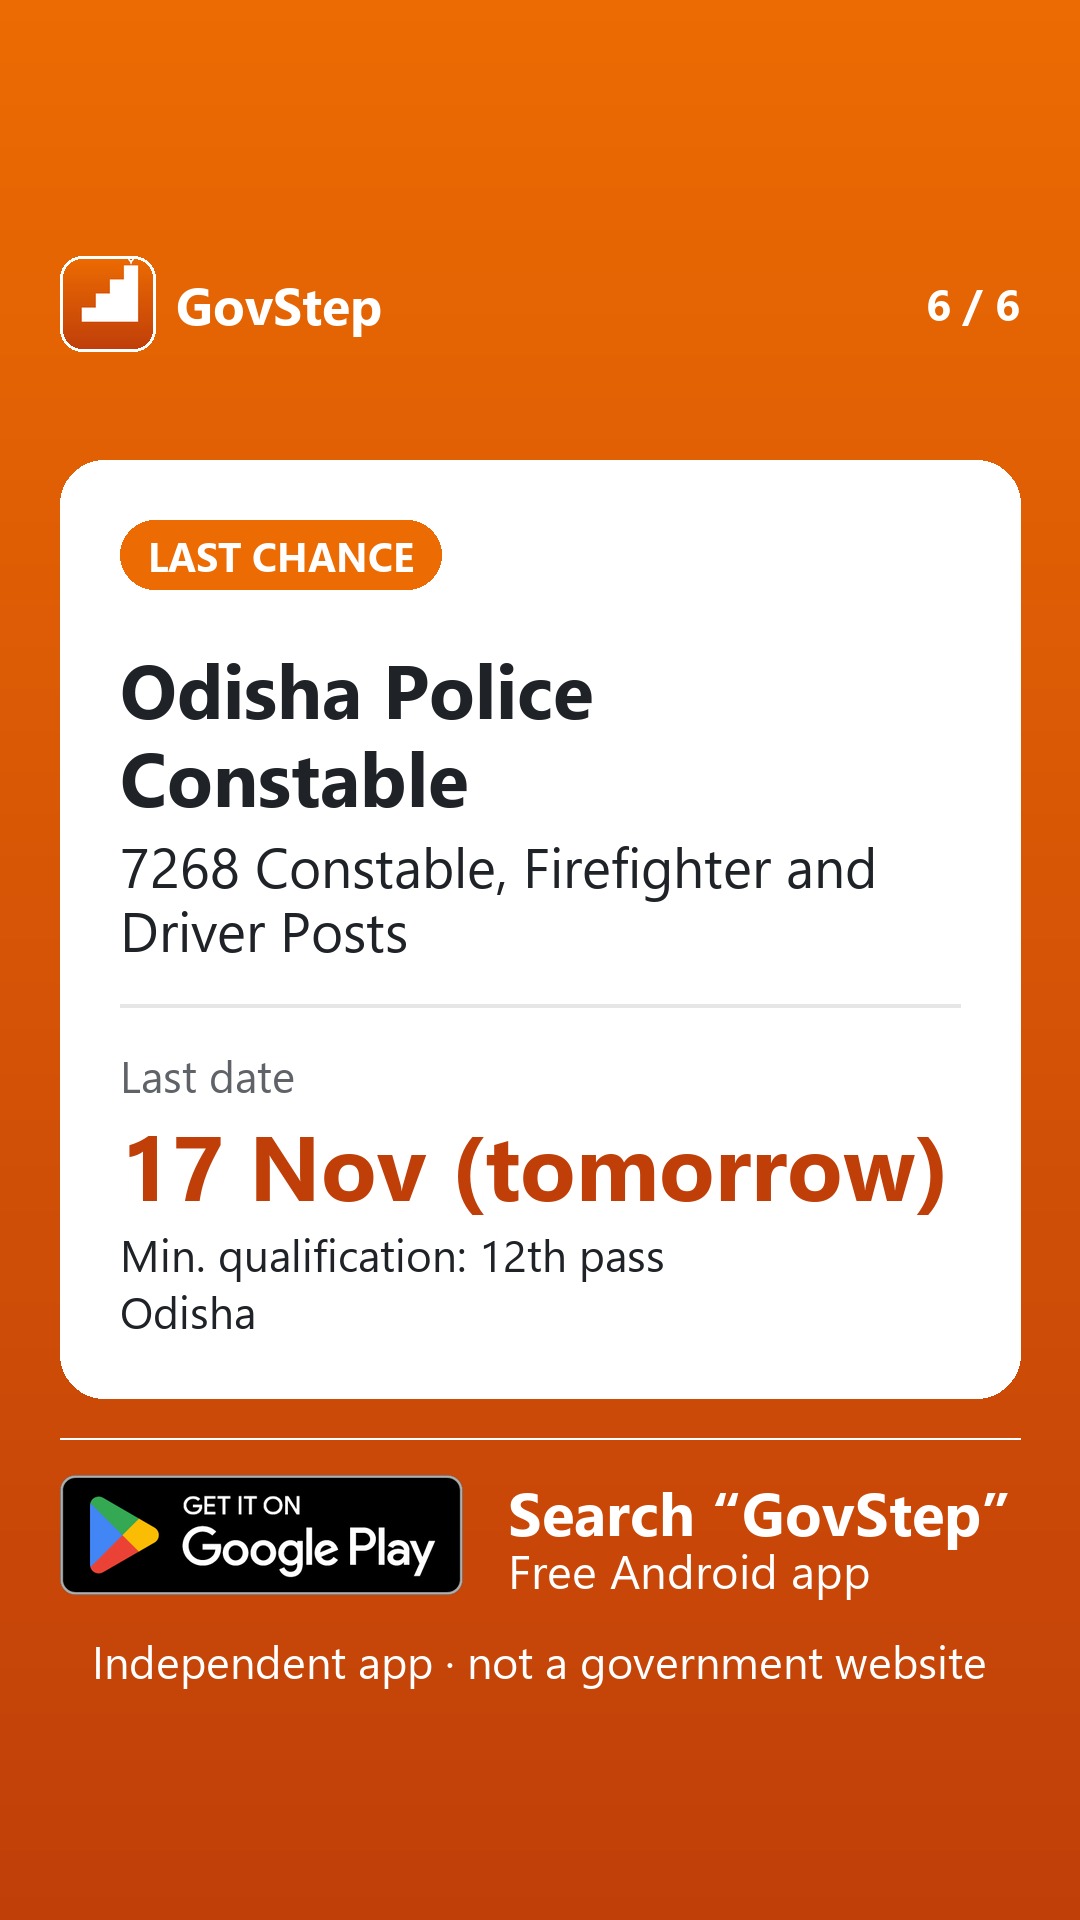 GovStep
6 / 6
LAST CHANCE
Odisha Police
Constable
7268 Constable, Firefighter and
Driver Posts
Last date
17 Nov (tomorrow)
Min. qualification: 12th pass
Odisha
GET IT ON
Google Play
Search “GovStep”
Free Android app
Independent app · not a government website